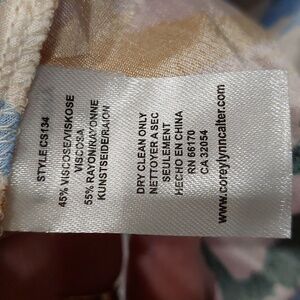 STYLE: CS134
45% VISCOSE/VISKOSE
VISCOSA
55% RAYON/RAYONNE
KUNSTSEIDE/RAION
DRY CLEAN ONLY
NETTOYER A SEC
SEULEMENT
HECHO EN CHINA
RN 66170
CA 32054
www.coreylynncalter.com